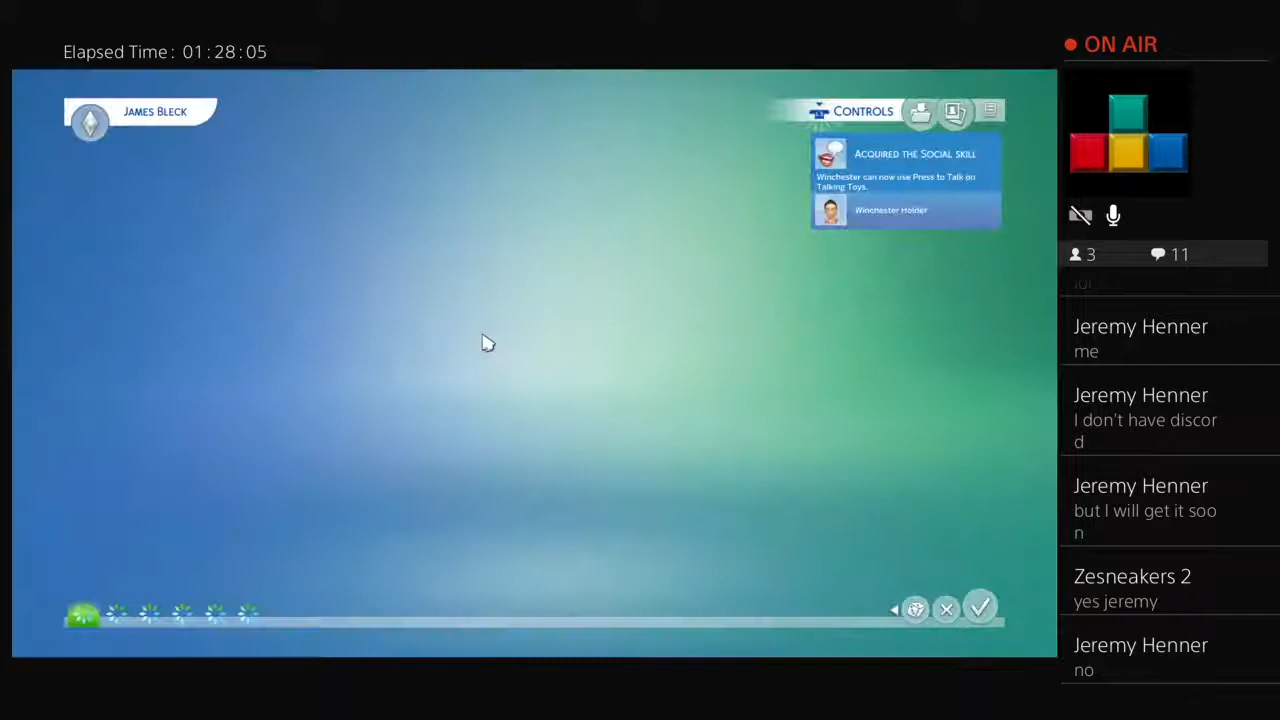 Elapsed Time: 01:28:05
ON AIR
JAMES BLECK
CONTROLS
ACQUIRED THE SOCIAL SKILL
Winchester can now use Press to Talk on
Talking Toys.
Winchester Holder
3 11
lol
Jeremy Henner
me
Jeremy Henner
I don't have discor
d
Jeremy Henner
but I will get it soo
n
Zesneakers 2
yes jeremy
Jeremy Henner
no